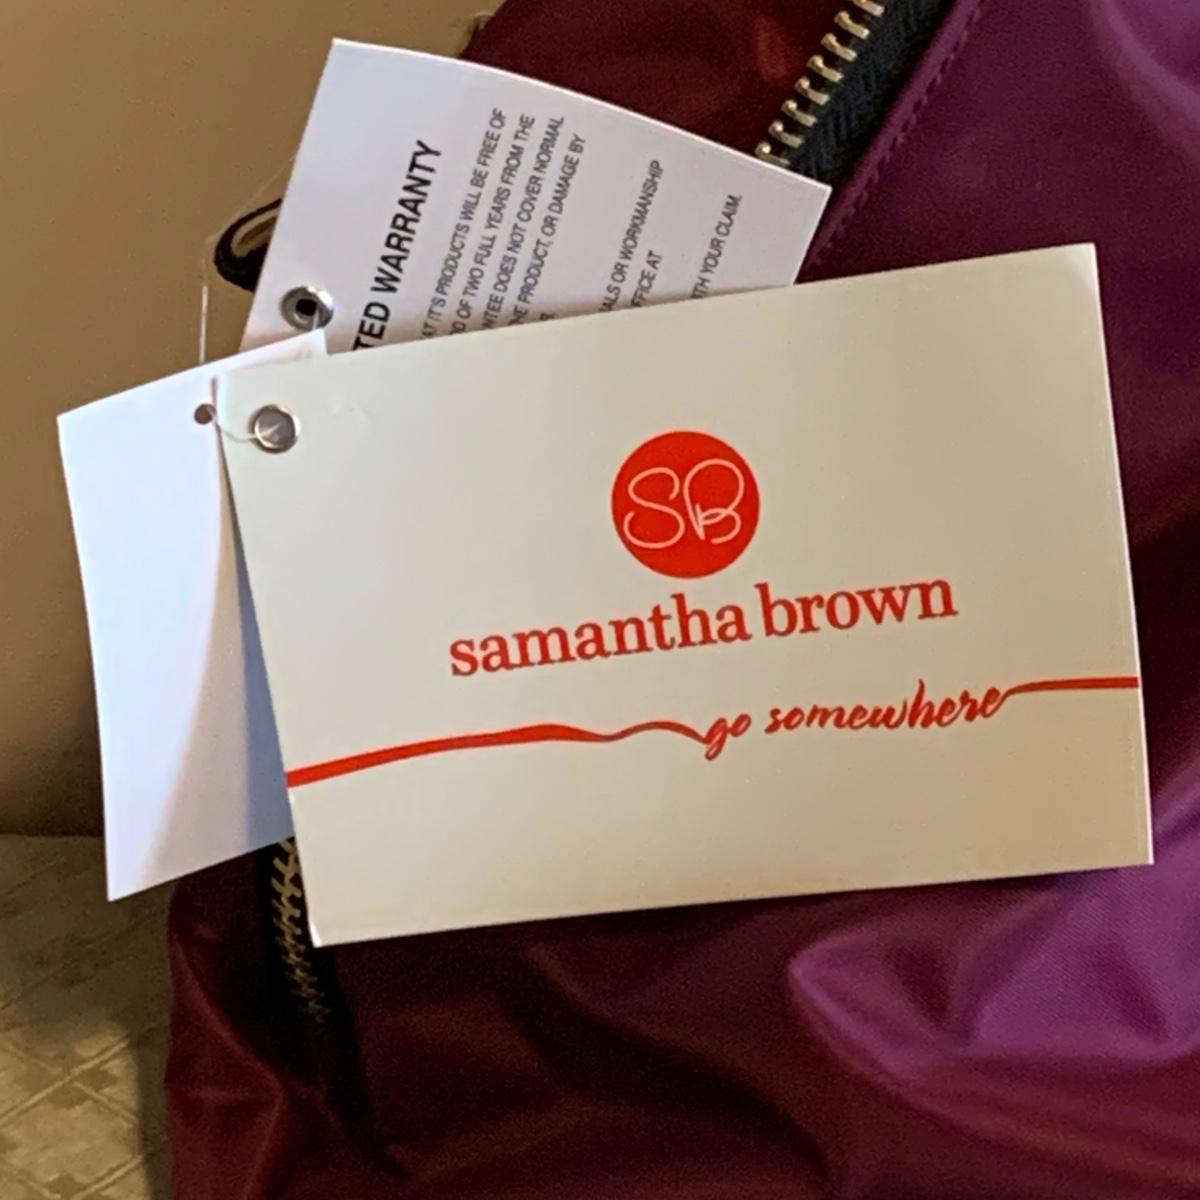 TED WARRANTY
AT IT'S PRODUCTS WILL BE FREE OF
D OF TWO FULL YEARS FROM THE
NTEE DOES NOT COVER NORMAL
HE PRODUCT, OR DAMAGE BY
R.
ALS OR WORKMANSHIP
FFICE AT
TH YOUR CLAIM.
SB
samantha brown
go somewhere